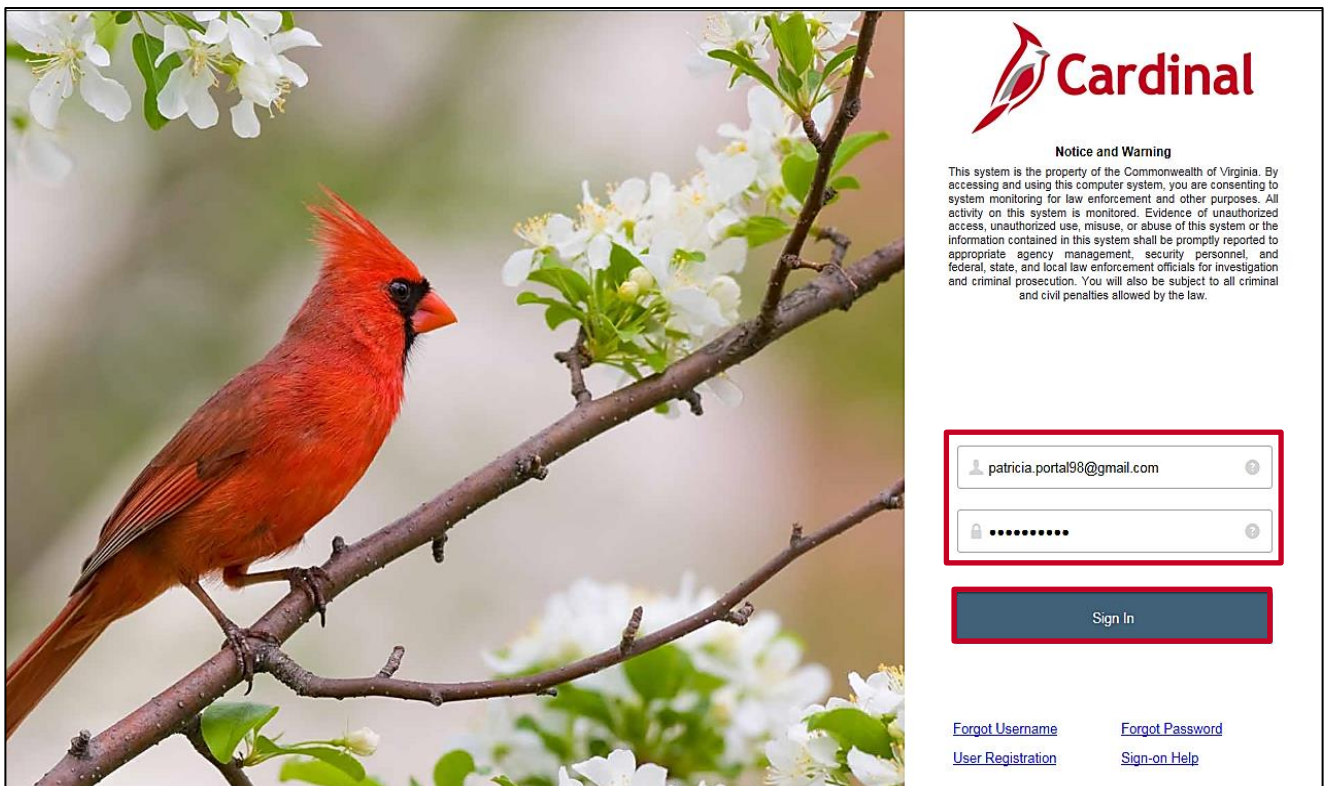 Cardinal
Notice and Warning
This system is the property of the Commonwealth of Virginia. By
accessing and using this computer system, you are consenting to
system monitoring for law enforcement and other purposes. All
activity on this system is monitored. Evidence of unauthorized
access, unauthorized use, misuse, or abuse of this system or the
information contained in this system shall be promptly reported to
appropriate agency management, security personnel, and
federal, state, and local law enforcement officials for investigation
and criminal prosecution. You will also be subject to all criminal
and civil penalties allowed by the law.
patricia.portal98@gmail.com
Sign In
Forgot Username Forgot Password
User Registration Sign-on Help